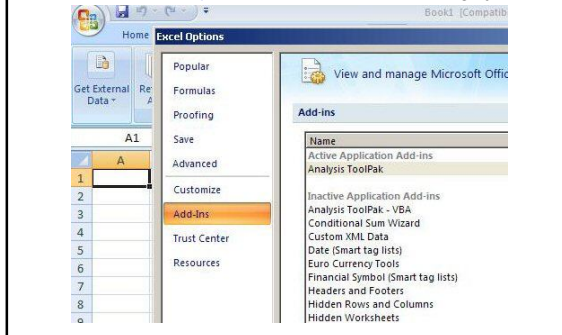 Book1 [Compatib
Home
Excel Options
Get External
Data
Re
A
A1
A
1
2
3
4
5
6
7
8
9
Popular
Formulas
Proofing
Save
Advanced
Customize
Add-Ins
Trust Center
Resources
View and manage Microsoft Offic
Add-ins
Name
Active Application Add-ins
Analysis ToolPak
Inactive Application Add-ins
Analysis ToolPak - VBA
Conditional Sum Wizard
Custom XML Data
Date (Smart tag lists)
Euro Currency Tools
Financial Symbol (Smart tag lists)
Headers and Footers
Hidden Rows and Columns
Hidden Worksheets